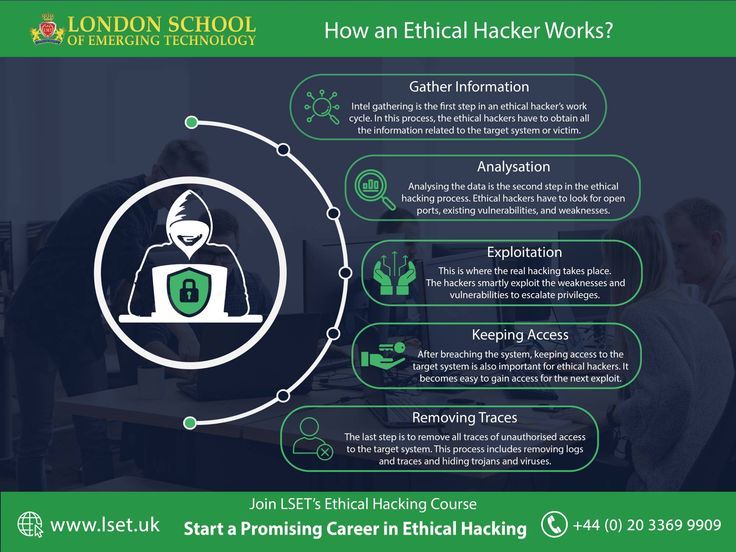 LONDON SCHOOL
OF EMERGING TECHNOLOGY
How an Ethical Hacker Works?
Gather Information
Intel gathering is the first step in an ethical hacker's work
cycle. In this process, the ethical hackers have to obtain all
the information related to the target system or victim.
Analysation
Analysing the data is the second step in the ethical
hacking process. Ethical hackers have to look for open
ports, existing vulnerabilities, and weaknesses.
Exploitation
This is where the real hacking takes place.
The hackers smartly exploit the weaknesses and
vulnerabilities to escalate privileges.
Keeping Access
After breaching the system, keeping access to the
target system is also important for ethical hackers. It
becomes easy to gain access for the next exploit.
Removing Traces
The last step is to remove all traces of unauthorised access
to the target system. This process includes removing logs
and traces and hiding trojans and viruses.
Join LSET's Ethical Hacking Course
www.lset.uk
Start a Promising Career in Ethical Hacking
+44 (0) 20 3369 9909